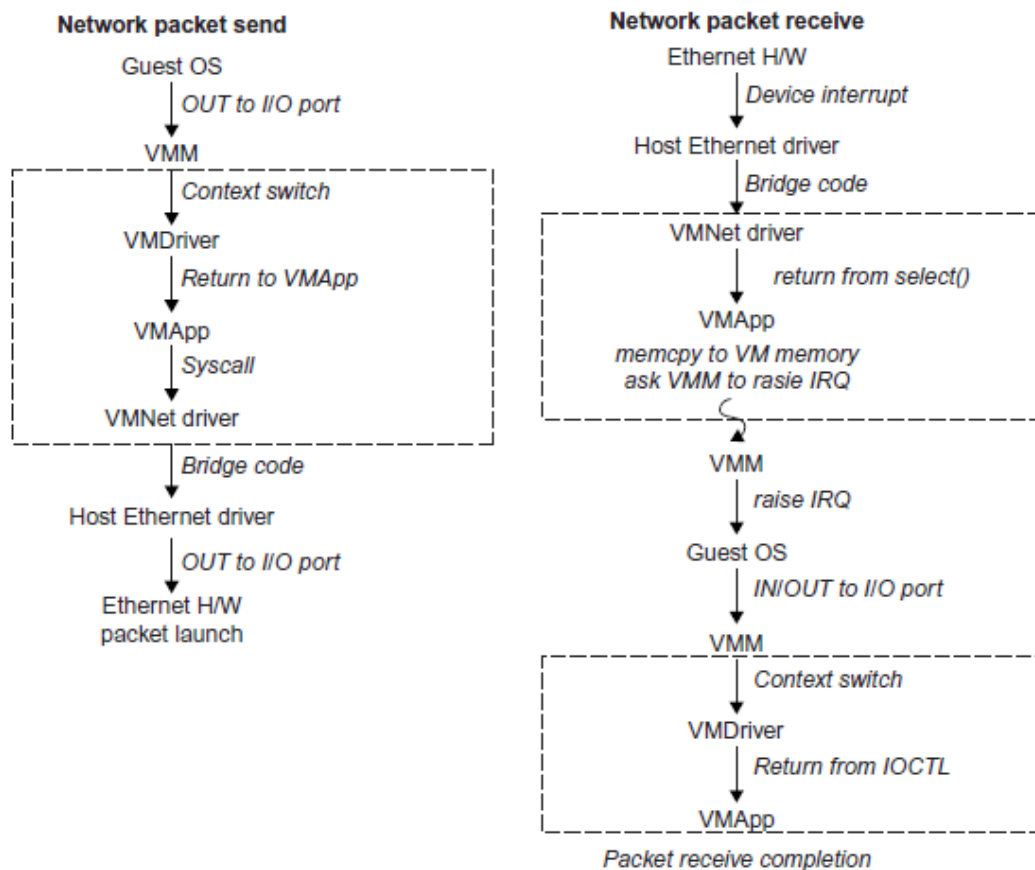 Network packet send
Guest OS
OUT to I/O port
VMM
Context switch
VMDriver
Return to VMApp
VMApp
Syscall
VMNet driver
Bridge code
Host Ethernet driver
OUT to I/O port
Ethernet H/W
packet launch
Network packet receive
Ethernet H/W
Device interrupt
Host Ethernet driver
Bridge code
VMNet driver
return from select()
VMApp
memcpy to VM memory
ask VMM to rasie IRQ
VMM
raise IRQ
Guest OS
IN/OUT to I/O port
VMM
Context switch
VMDriver
Return from IOCTL
VMApp
Packet receive completion